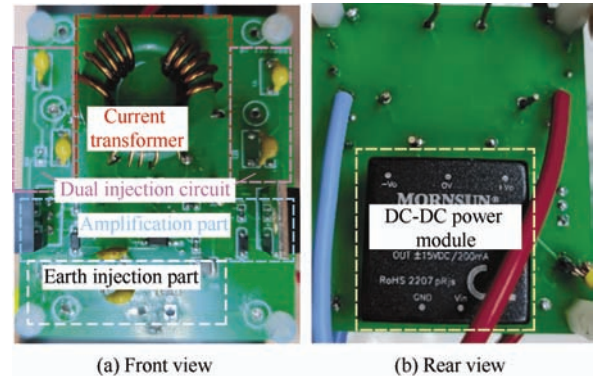 Current
transformer
Dual injection circuit
Amplification part
Earth injection part
(a) Front view
-Vo 0V +Vo
MORNSUN
DC-DC power
module
OUT ±15VDC/200mA
RoHS 2207 pRjs
GND Vin
(b) Rear view